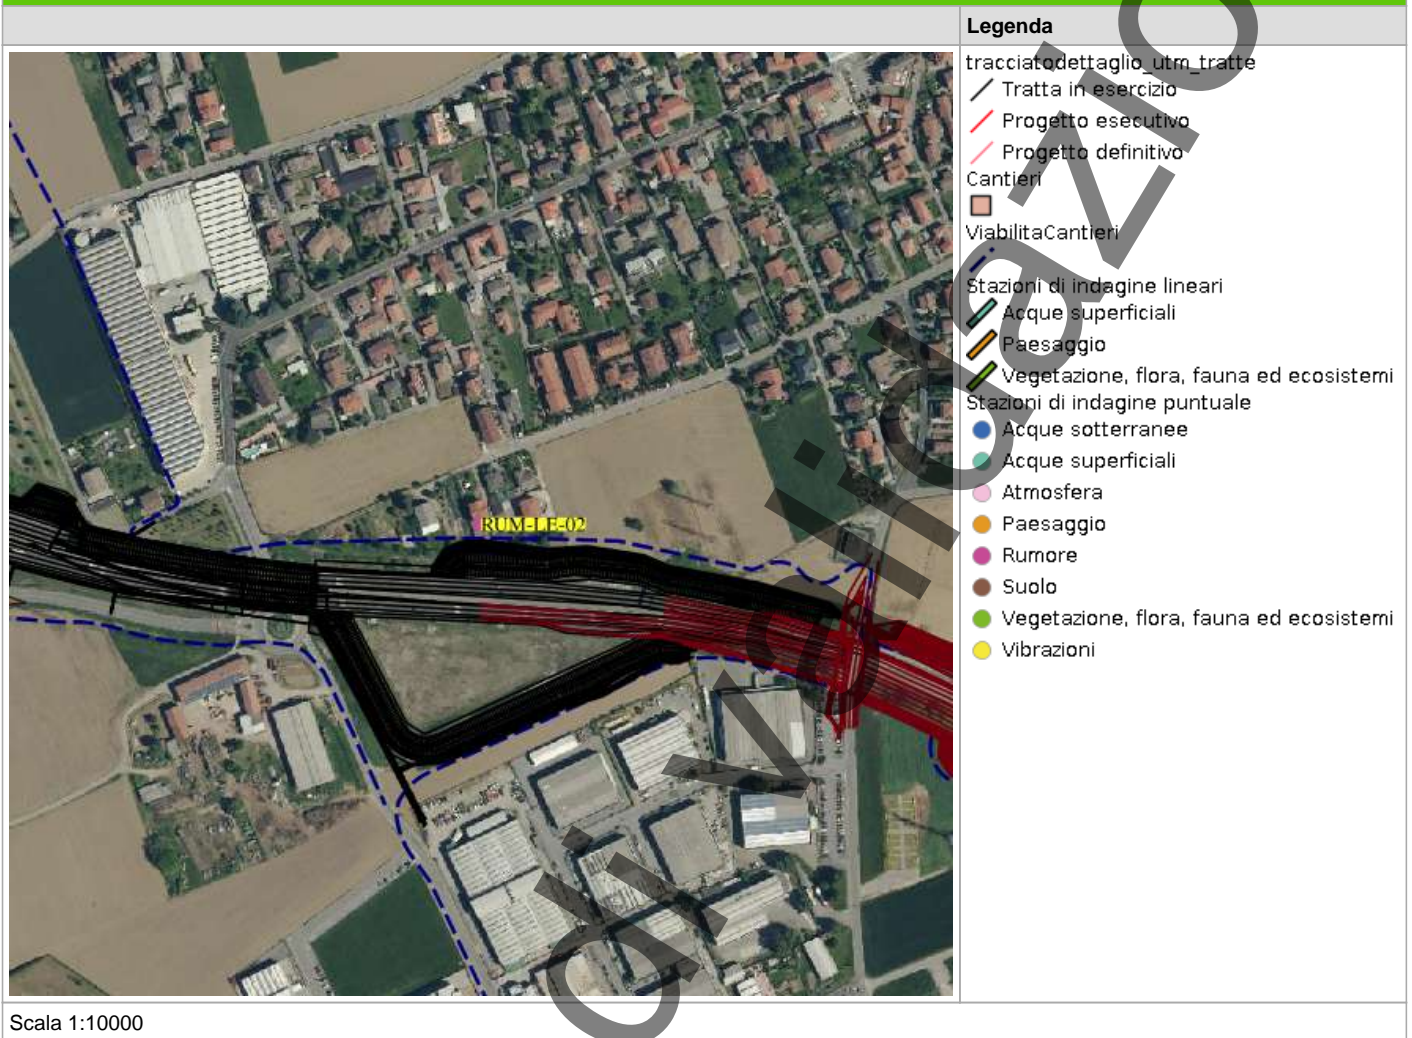 Legenda
tracciatodettaglio_utm_tratte
Tratta in esercizio
Progetto esecutivo
Progetto definitivo
Cantieri
ViabilitaCantieri
Stazioni di indagine lineari
Acque superficiali
Paesaggio
Vegetazione, flora, fauna ed ecosistemi
Stazioni di indagine puntuale
Acque sotterranee
Acque superficiali
Atmosfera
Paesaggio
Rumore
Suolo
Vegetazione, flora, fauna ed ecosistemi
Vibrazioni
RUM-LE-02
Scala 1:10000
di validazio